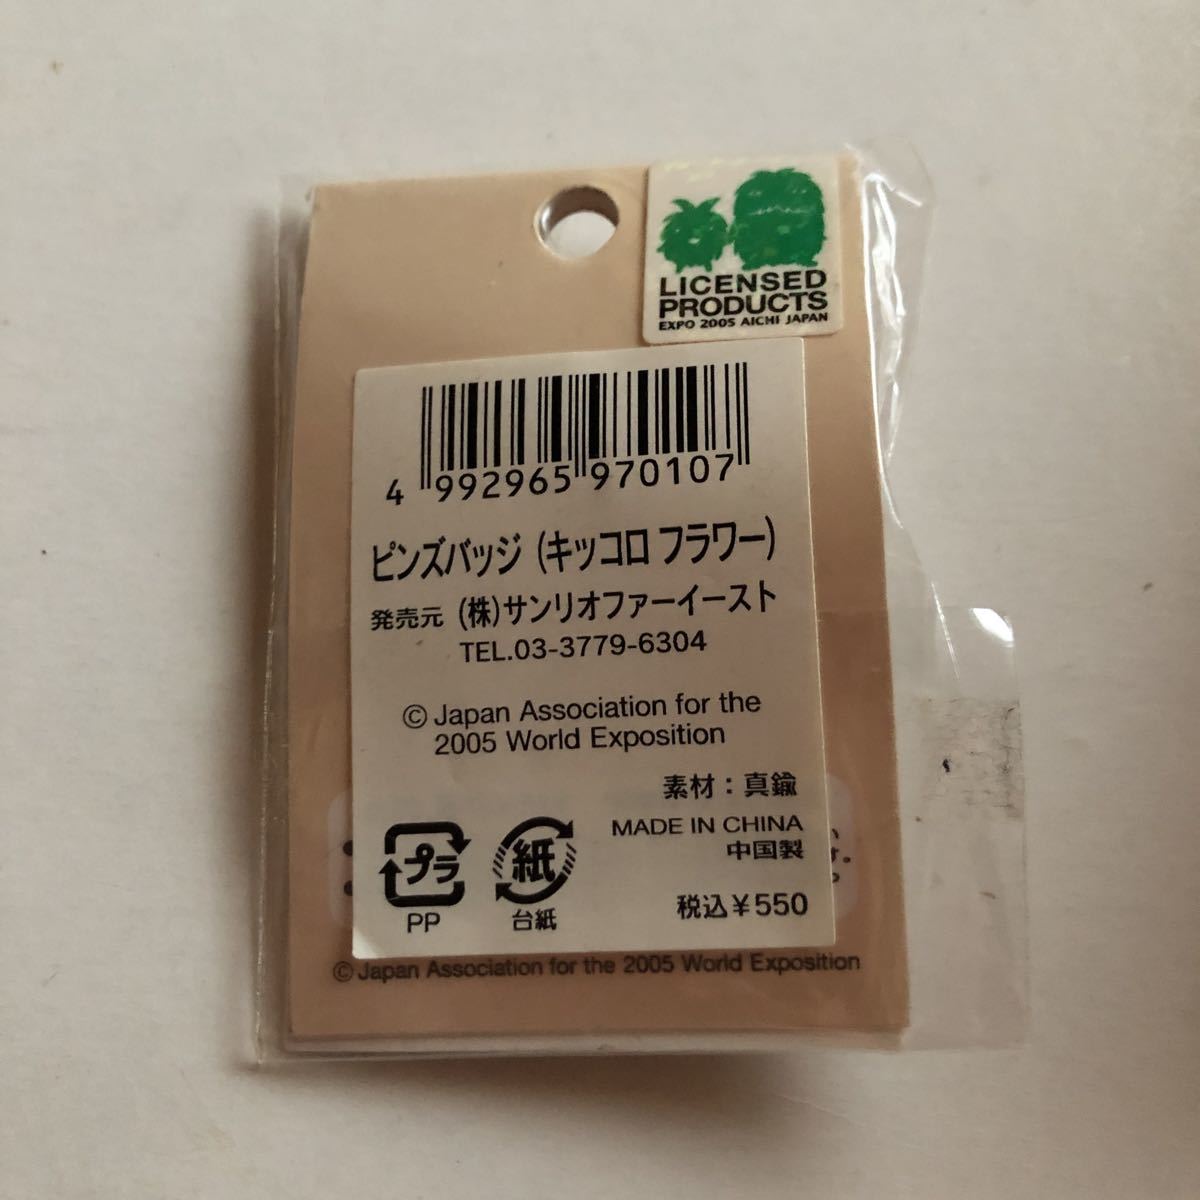 LICENSED
PRODUCTS
EXPO 2005 AICHI JAPAN
4 992965 970107
ピンズバッジ (キッコロ フラワー)
発売元 (株)サンリオファーイースト
TEL.03-3779-6304
© Japan Association for the
2005 World Exposition
素材：真鍮
MADE IN CHINA
中国製
プラ
PP
紙
台紙
税込¥550
© Japan Association for the 2005 World Exposition